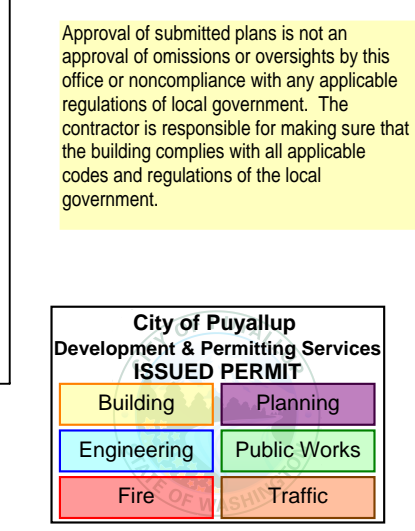 Approval of submitted plans is not an
approval of omissions or oversights by this
office or noncompliance with any applicable
regulations of local government. The
contractor is responsible for making sure that
the building complies with all applicable
codes and regulations of the local
government.
City of Puyallup
Development & Permitting Services
ISSUED PERMIT
Building Planning
Engineering Public Works
Fire Traffic
OF WASHINGTON